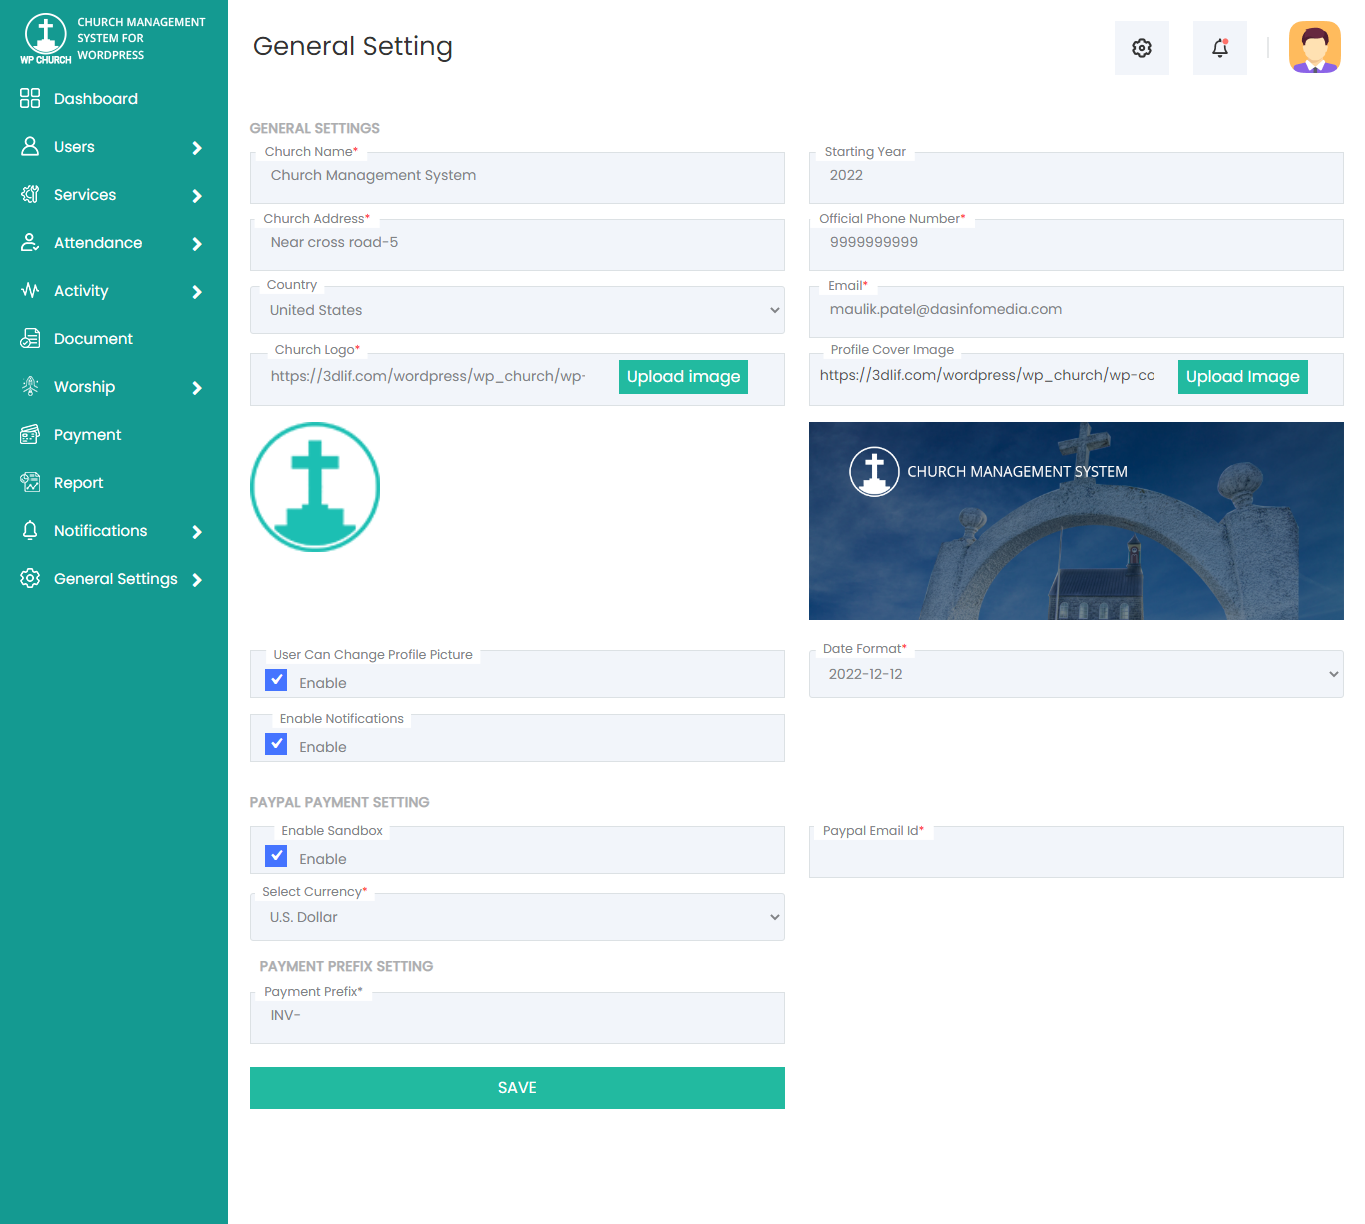 CHURCH MANAGEMENT
SYSTEM FOR
WORDPRESS
WP CHURCH
Dashboard
Users
Services
Attendance
Activity
Document
Worship
Payment
Report
Notifications
General Settings
General Setting
GENERAL SETTINGS
Church Name*
Church Management System
Starting Year
2022
Church Address*
Near cross road-5
Official Phone Number*
9999999999
Country
United States
Email*
maulik.patel@dasinfomedia.com
Church Logo*
https://3dlif.com/wordpress/wp_church/wp-
Upload image
Profile Cover Image
https://3dlif.com/wordpress/wp_church/wp-co
Upload Image
CHURCH MANAGEMENT SYSTEM
User Can Change Profile Picture
Enable
Date Format*
2022-12-12
Enable Notifications
Enable
PAYPAL PAYMENT SETTING
Enable Sandbox
Enable
Paypal Email Id*
Select Currency*
U.S. Dollar
PAYMENT PREFIX SETTING
Payment Prefix*
INV-
SAVE